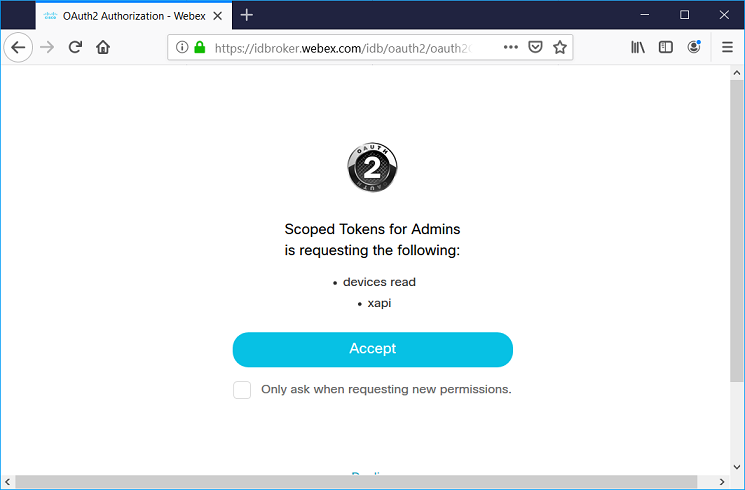 OAuth2 Authorization - Webex
https://idbroker.webex.com/idb/oauth2/oauth2
OAUTH
2
Scoped Tokens for Admins
is requesting the following:
• devices read
• xapi
Accept
Only ask when requesting new permissions.